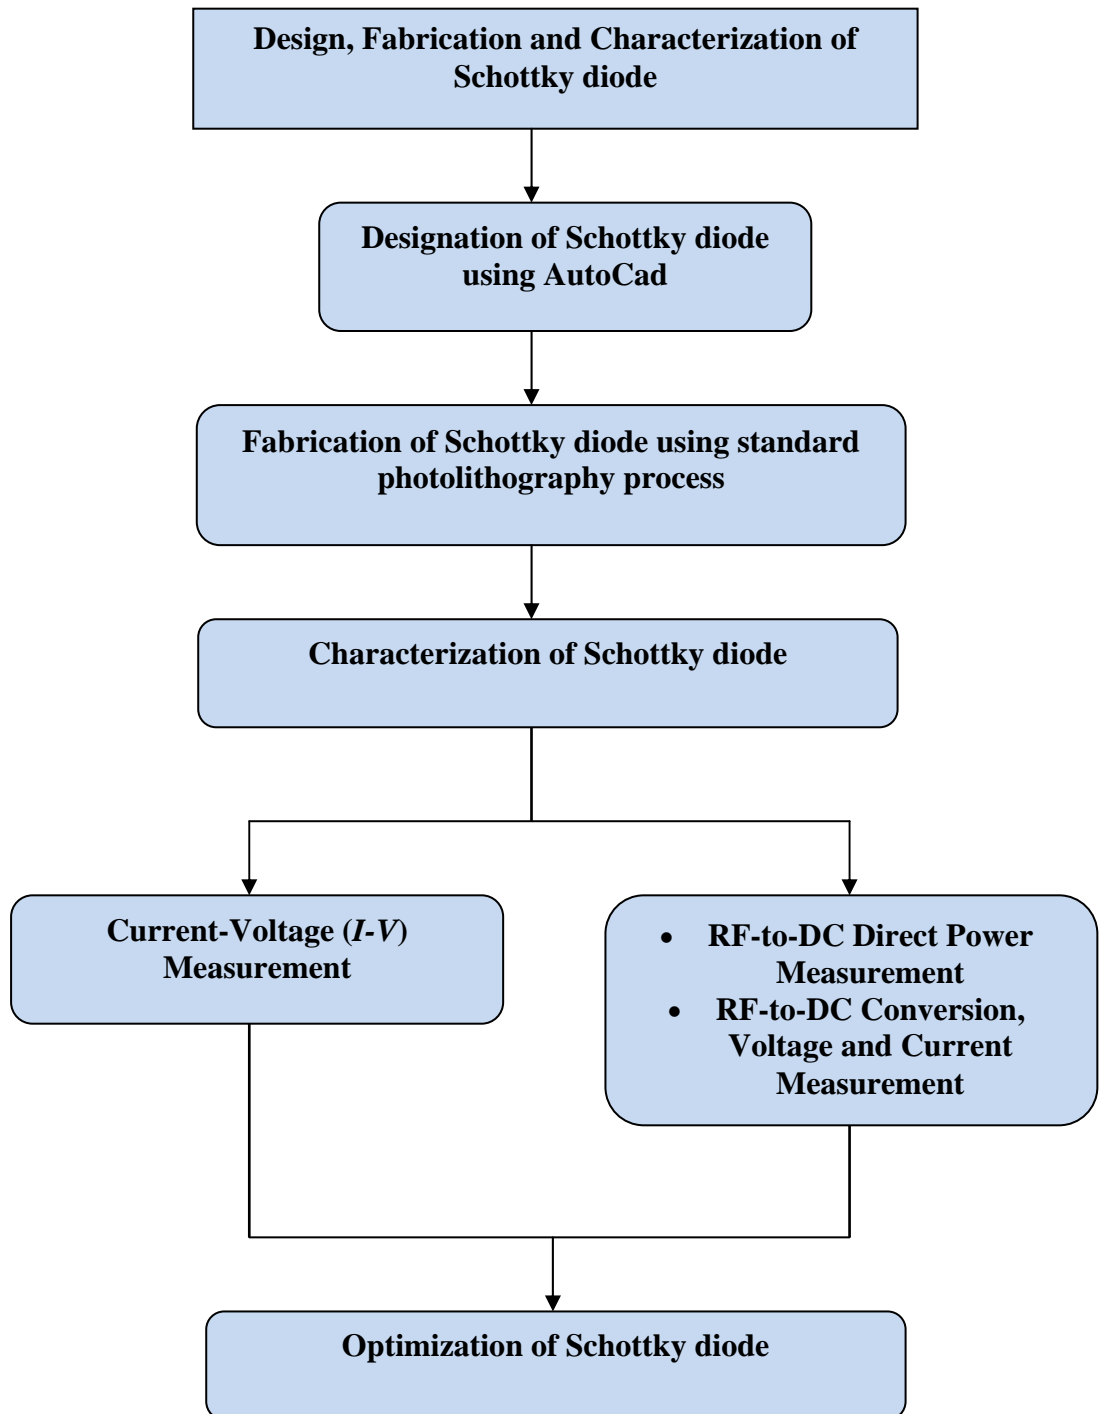 Design, Fabrication and Characterization of
Schottky diode
Designation of Schottky diode
using AutoCad
Fabrication of Schottky diode using standard
photolithography process
Characterization of Schottky diode
Current-Voltage (I-V)
Measurement
• RF-to-DC Direct Power
Measurement
• RF-to-DC Conversion,
Voltage and Current
Measurement
Optimization of Schottky diode